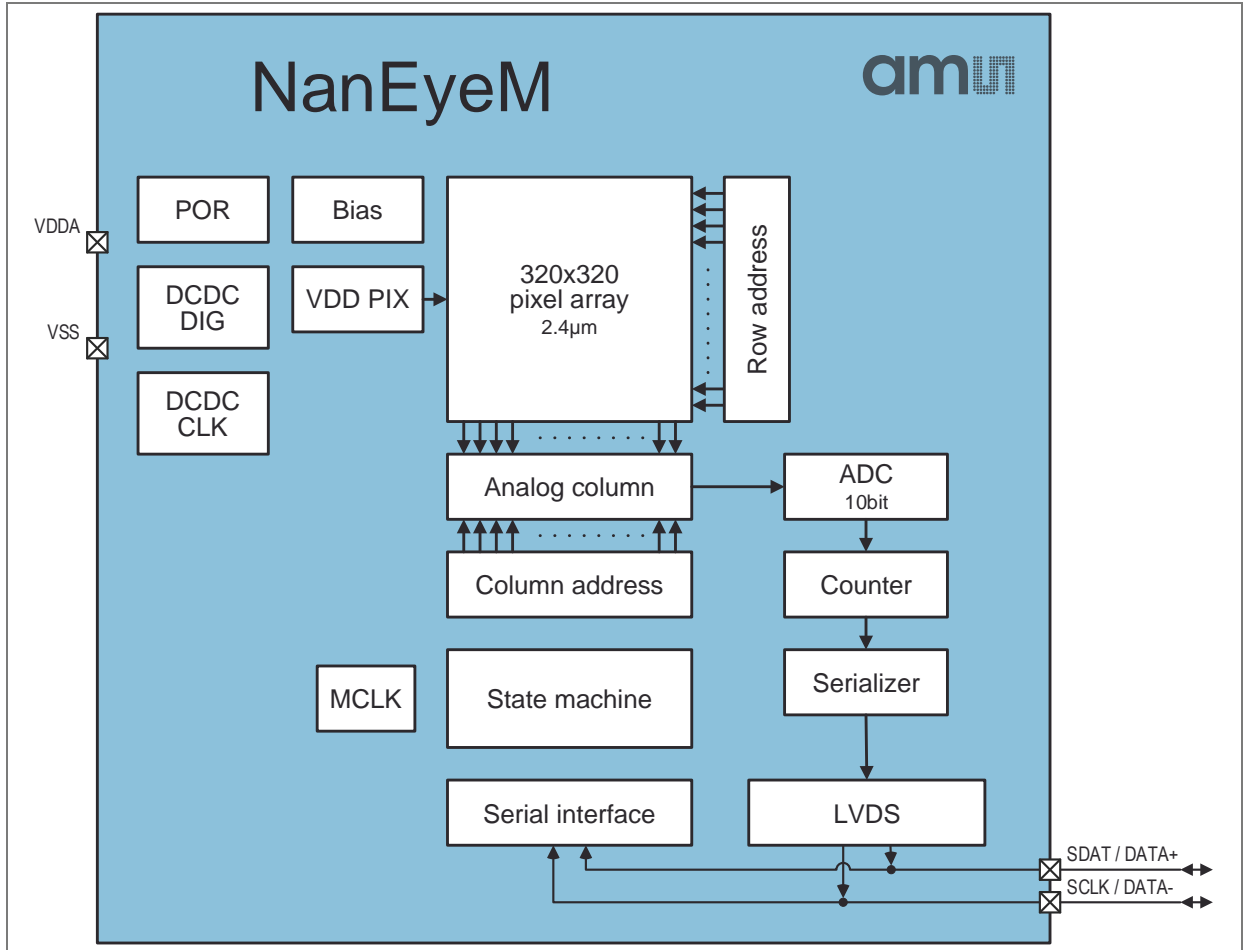 NanEyeM
amu
POR
Bias
VDDA
320x320
pixel array
2.4µm
Row address
DCDC
DIG
VDD PIX
VSS
DCDC
CLK
Analog column
ADC
10bit
Column address
Counter
MCLK
State machine
Serializer
Serial interface
LVDS
SDAT / DATA+
SCLK / DATA-